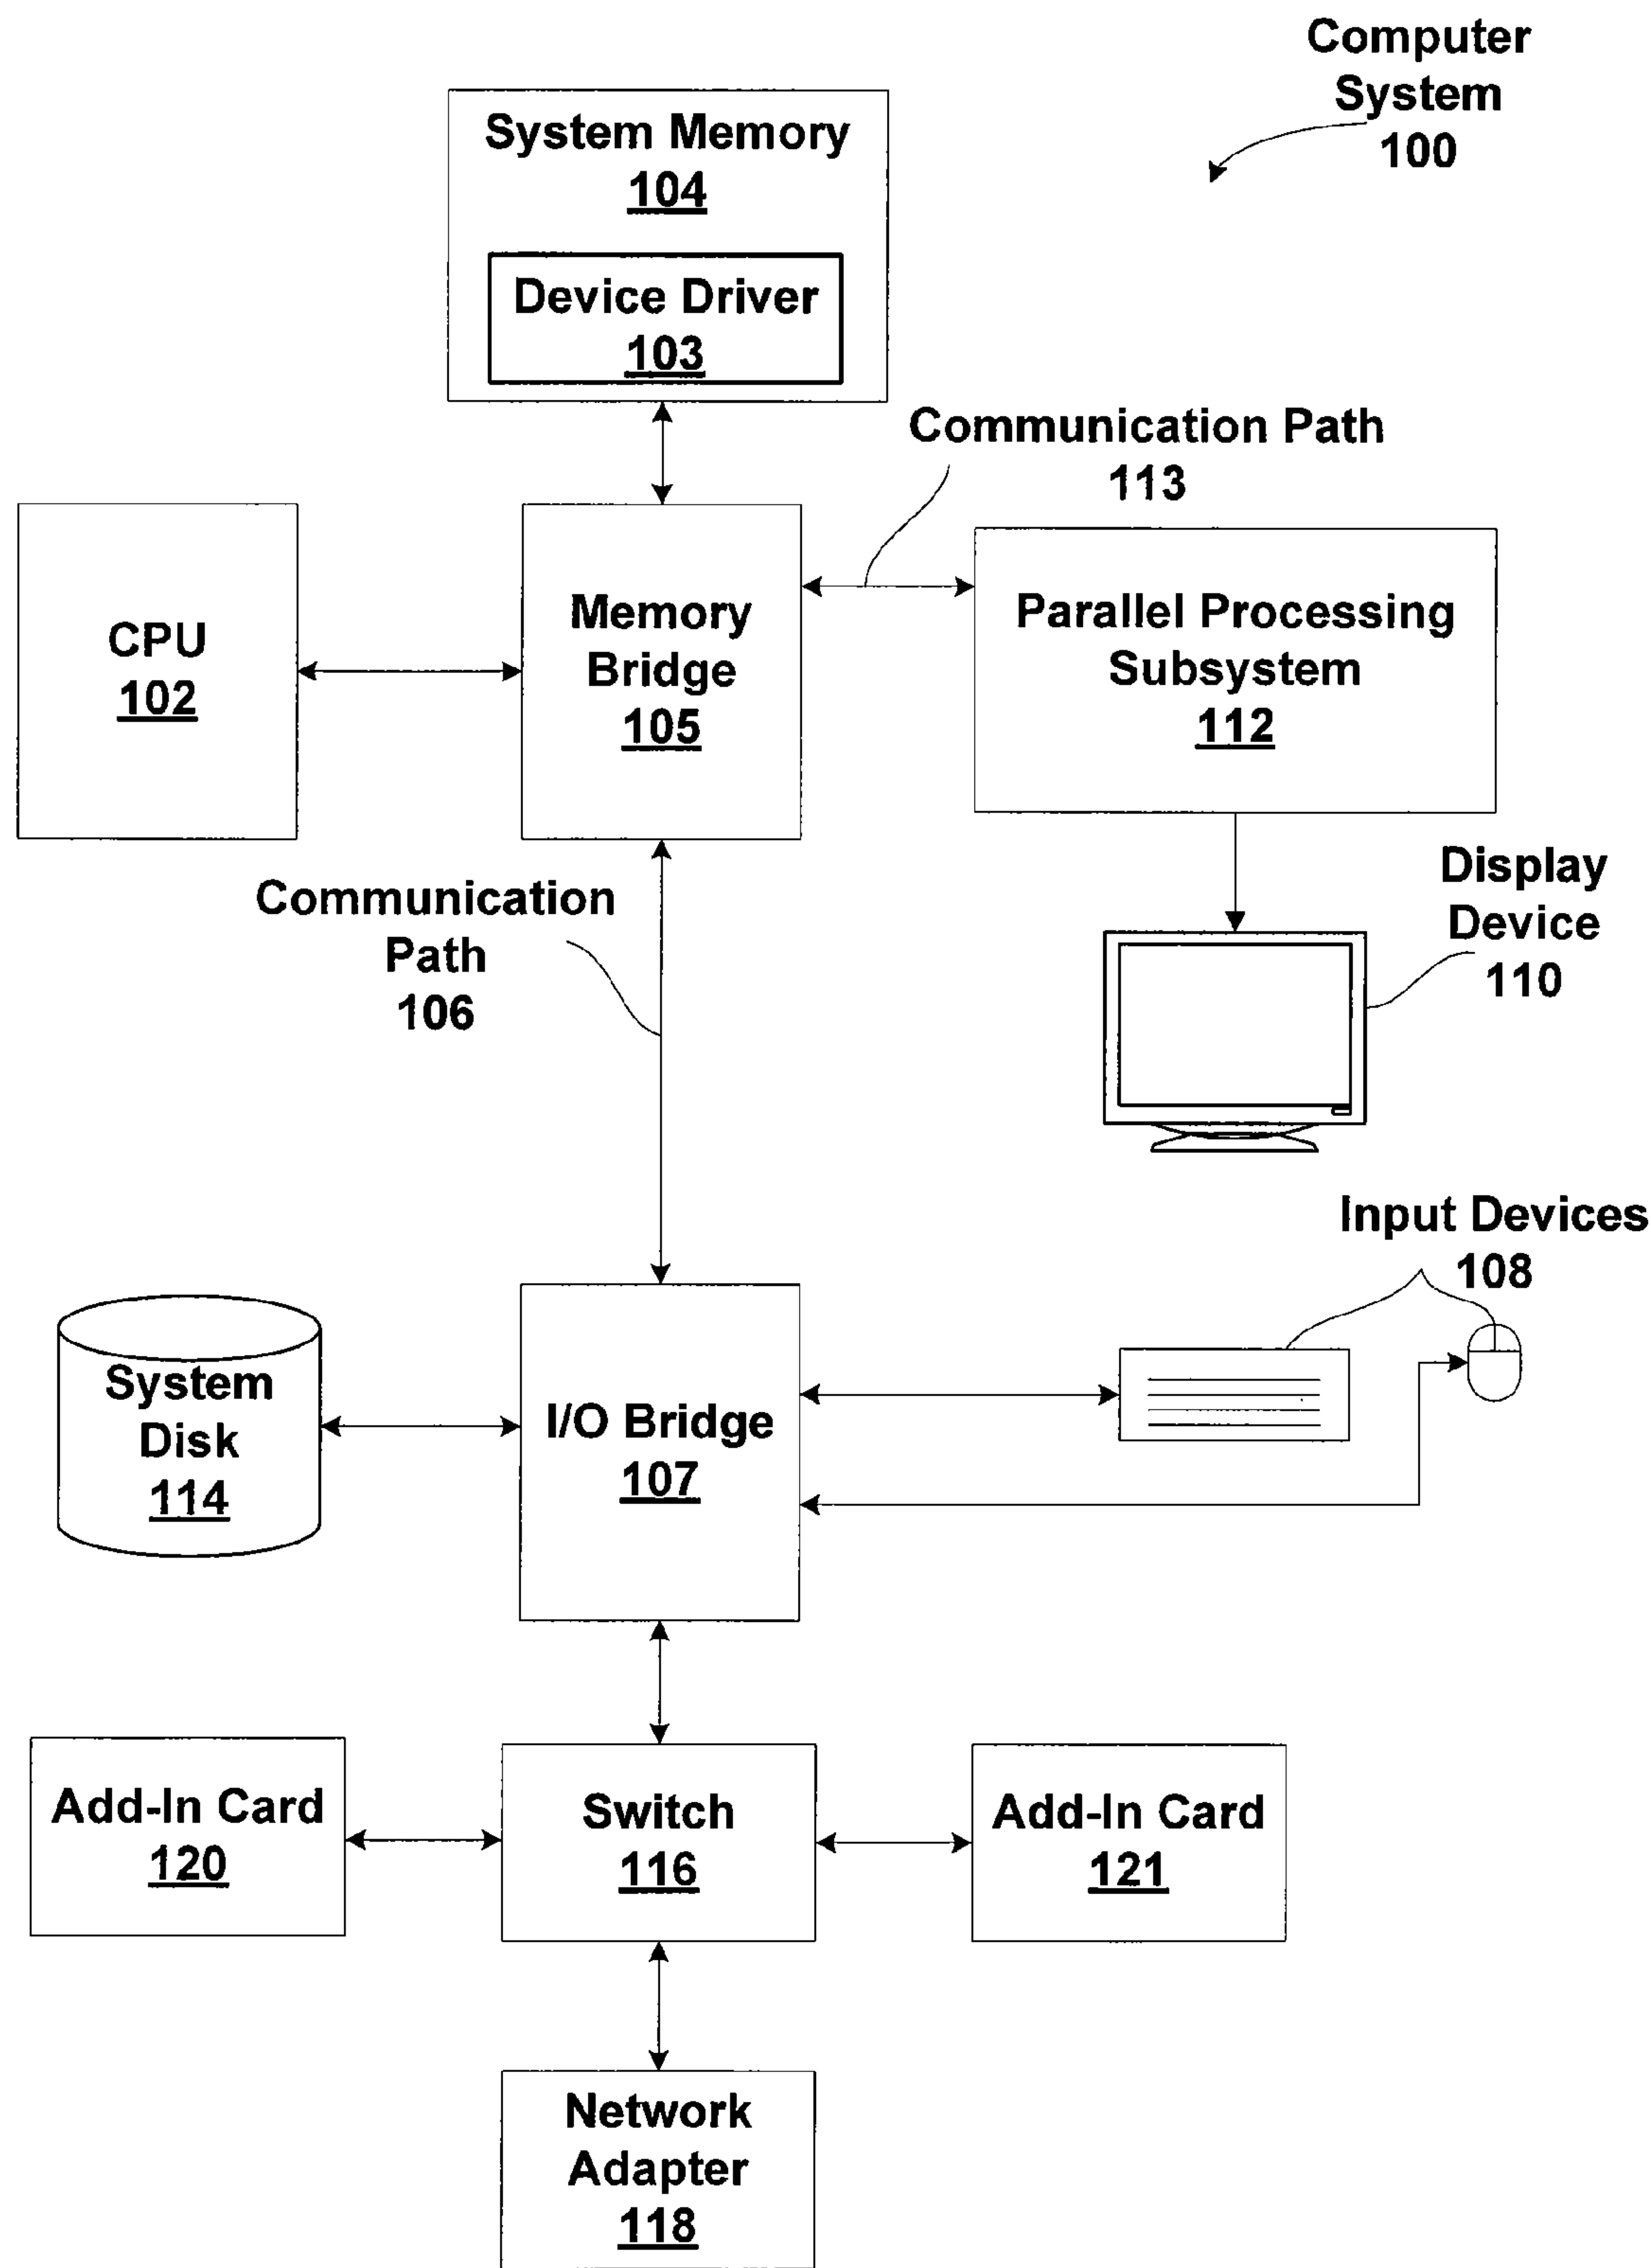 Computer
System
100
System Memory
104
Device Driver
103
Communication Path
113
CPU
102
Memory
Bridge
105
Parallel Processing
Subsystem
112
Communication
Path
106
Display
Device
110
Input Devices
108
System
Disk
114
I/O Bridge
107
Add-In Card
120
Switch
116
Add-In Card
121
Network
Adapter
118